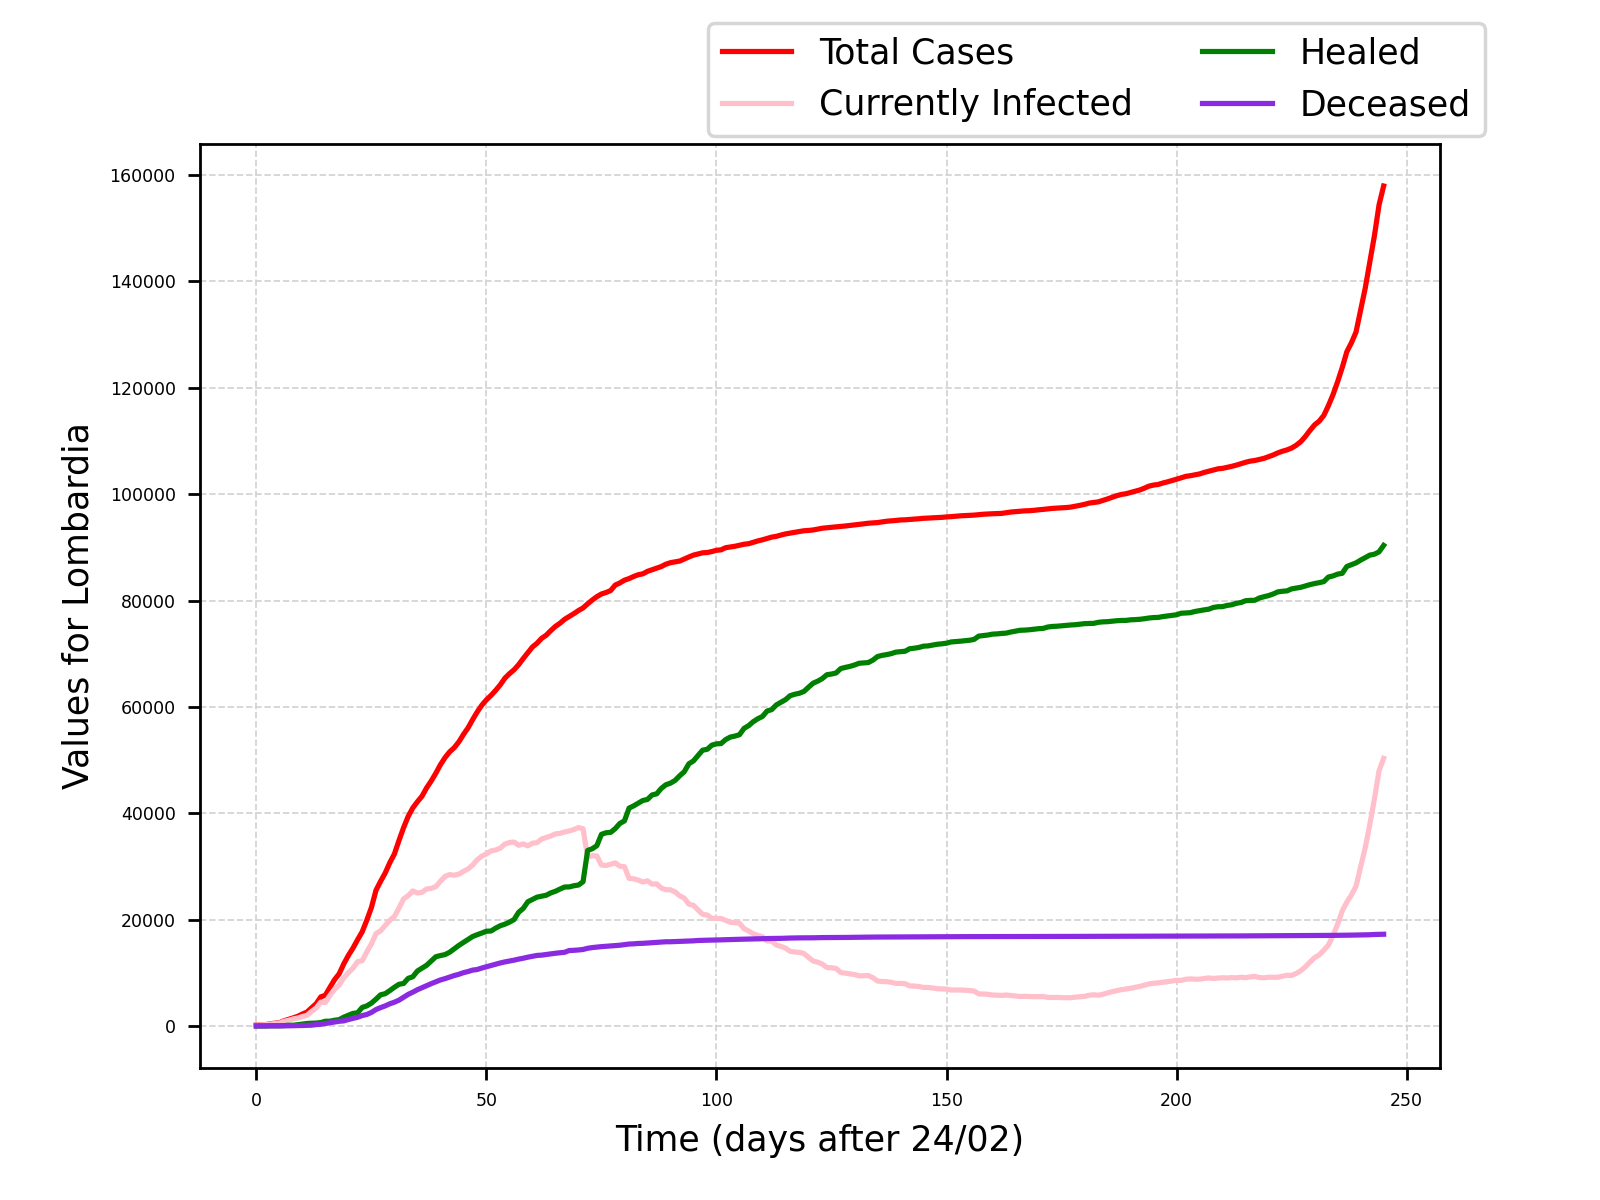 Total Cases
Currently Infected
Healed
Deceased
160000
140000
120000
100000
80000
60000
40000
20000
0
Values for Lombardia
0 50 100 150 200 250
Time (days after 24/02)